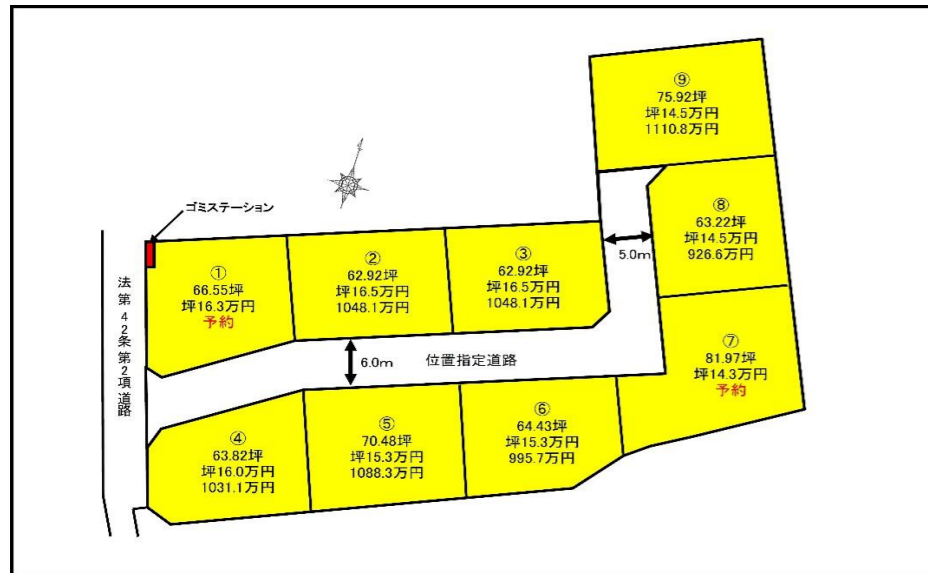 ⑨
75.92坪
坪14.5万円
1110.8万円
ゴミステーション
①
66.55坪
坪16.3万円
予約
②
62.92坪
坪16.5万円
1048.1万円
③
62.92坪
坪16.5万円
1048.1万円
5.0m
⑧
63.22坪
坪14.5万円
926.6万円
法第42条第2項道路
6.0m
位置指定道路
⑦
81.97坪
坪14.3万円
予約
④
63.82坪
坪16.0万円
1031.1万円
⑤
70.48坪
坪15.3万円
1088.3万円
⑥
64.43坪
坪15.3万円
995.7万円